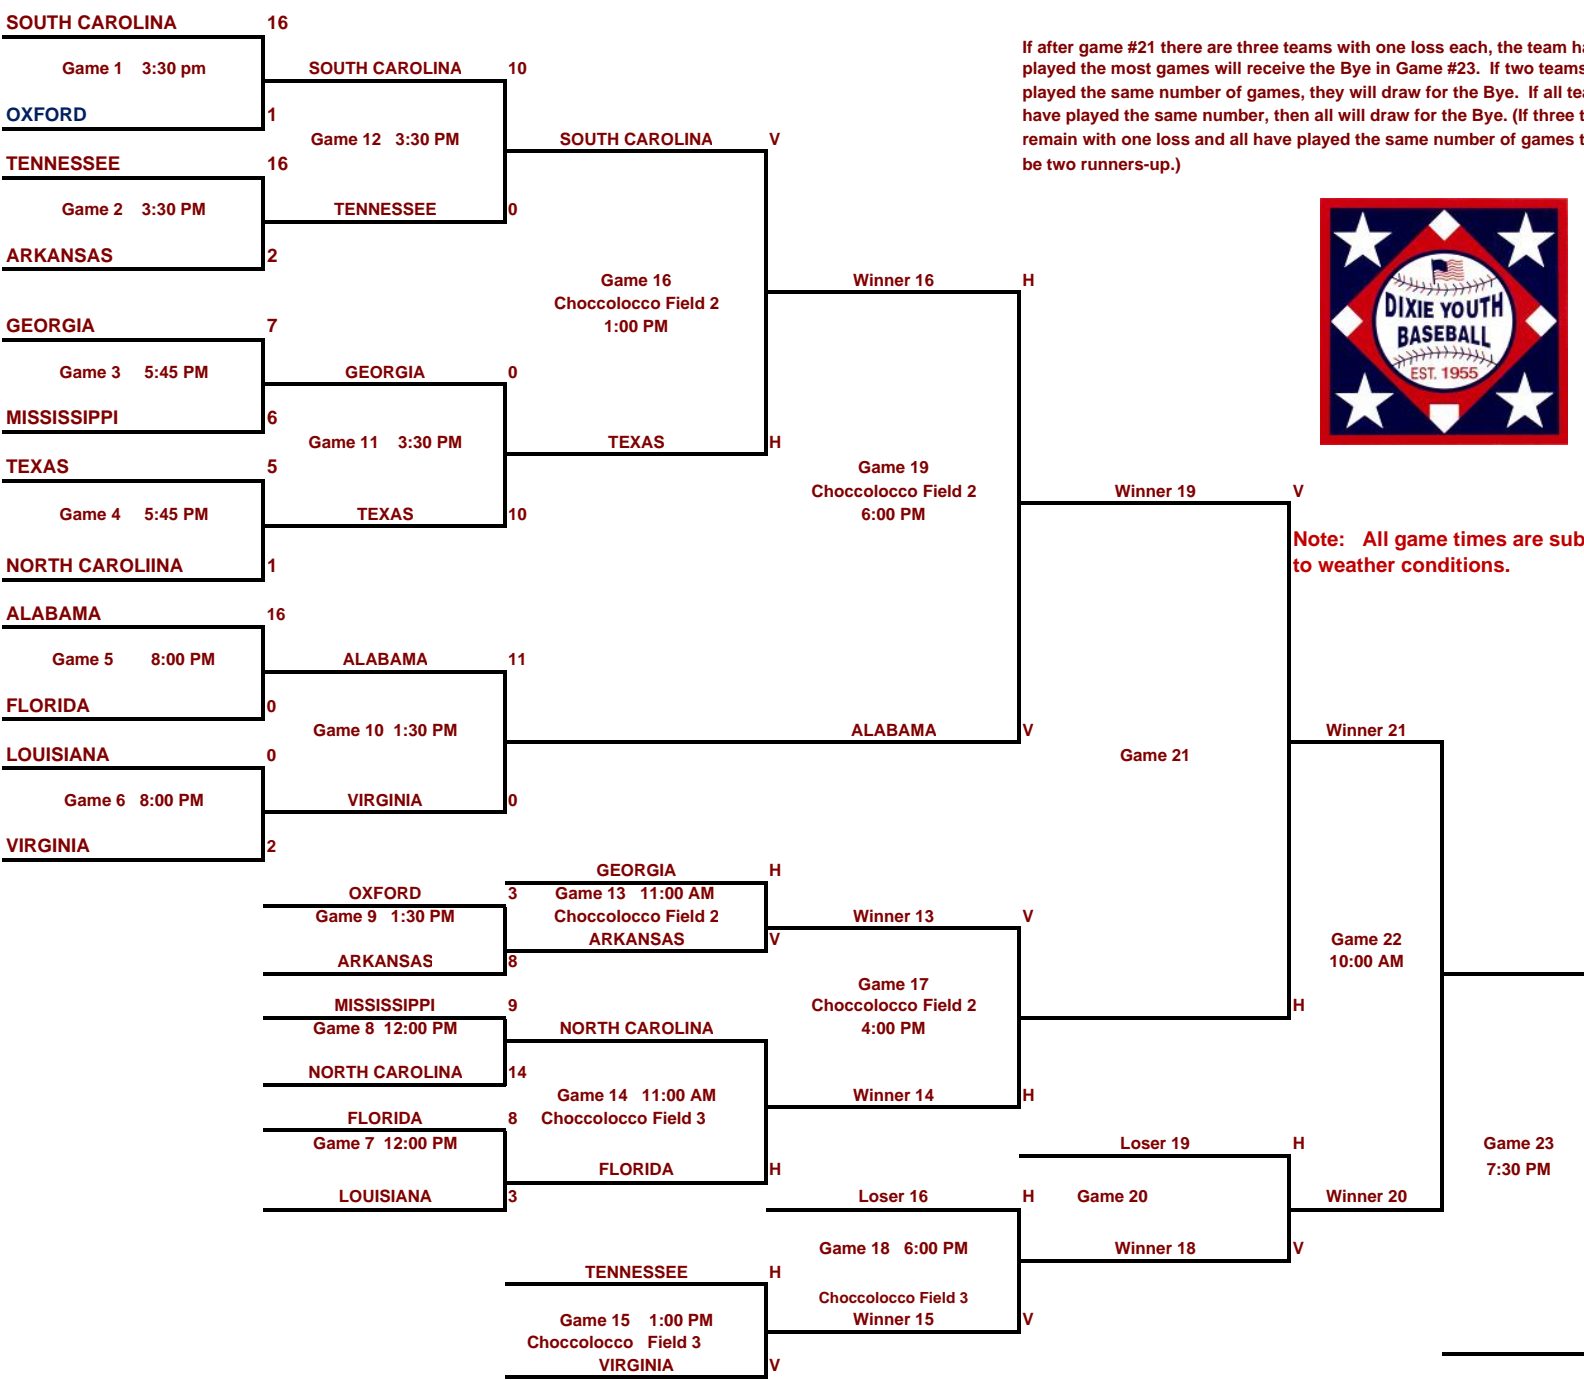 SOUTH CAROLINA 16
Game 1 3:30 pm
OXFORD 1
TENNESSEE 16
Game 2 3:30 PM
ARKANSAS 2
GEORGIA 7
Game 3 5:45 PM
MISSISSIPPI 6
TEXAS 5
Game 4 5:45 PM
NORTH CAROLIINA 1
ALABAMA 16
Game 5 8:00 PM
FLORIDA 0
LOUISIANA 0
Game 6 8:00 PM
VIRGINIA 2
SOUTH CAROLINA 10
Game 12 3:30 PM
TENNESSEE 0
GEORGIA 0
Game 11 3:30 PM
TEXAS 10
ALABAMA 11
Game 10 1:30 PM
VIRGINIA 0
OXFORD 3
Game 9 1:30 PM
ARKANSAS 8
MISSISSIPPI 9
Game 8 12:00 PM
NORTH CAROLINA 14
FLORIDA 8
Game 7 12:00 PM
LOUISIANA 3
SOUTH CAROLINA V
Game 16
Choccolocco Field 2
1:00 PM
TEXAS H
GEORGIA H
Game 13 11:00 AM
Choccolocco Field 2
ARKANSAS V
NORTH CAROLINA
Game 14 11:00 AM
Choccolocco Field 3
FLORIDA H
TENNESSEE H
Game 15 1:00 PM
Choccolocco Field 3
VIRGINIA V
Winner 16 H
Game 19
Choccolocco Field 2
6:00 PM
ALABAMA V
Winner 13 V
Game 17
Choccolocco Field 2
4:00 PM
Winner 14 H
Loser 16 H
Game 18 6:00 PM
Choccolocco Field 3
Winner 15 V
Winner 19 V
Game 21
H
Loser 19 H
Game 20
Winner 18 V
Winner 21
Game 22
10:00 AM
Winner 20
Game 23
7:30 PM
If after game #21 there are three teams with one loss each, the team ha
played the most games will receive the Bye in Game #23. If two teams
played the same number of games, they will draw for the Bye. If all tea
have played the same number, then all will draw for the Bye. (If three t
remain with one loss and all have played the same number of games t
be two runners-up.)
DIXIE YOUTH
BASEBALL
EST. 1955
Note: All game times are sub
to weather conditions.